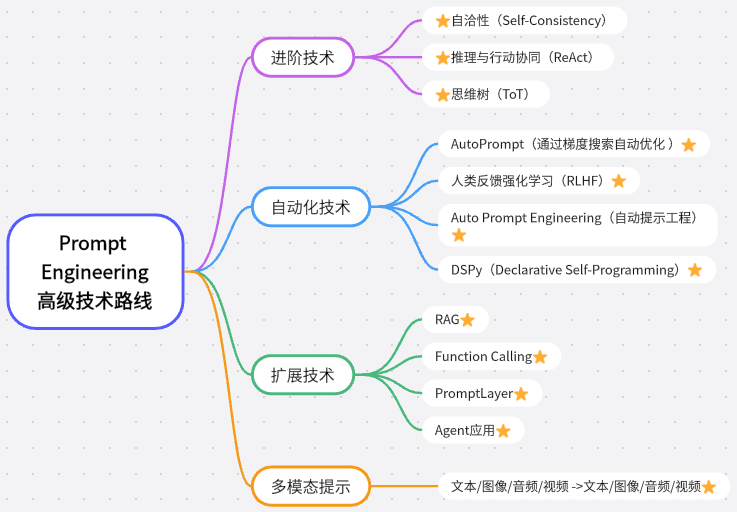 Prompt
Engineering
高级技术路线
进阶技术
⭐自洽性（Self-Consistency）
⭐推理与行动协同（ReAct）
⭐思维树（ToT）
自动化技术
AutoPrompt（通过梯度搜索自动优化 ）⭐
人类反馈强化学习（RLHF）⭐
Auto Prompt Engineering（自动提示工程）
⭐
DSPy（Declarative Self-Programming）⭐
扩展技术
RAG⭐
Function Calling⭐
PromptLayer⭐
Agent应用⭐
多模态提示
文本/图像/音频/视频 ->文本/图像/音频/视频⭐